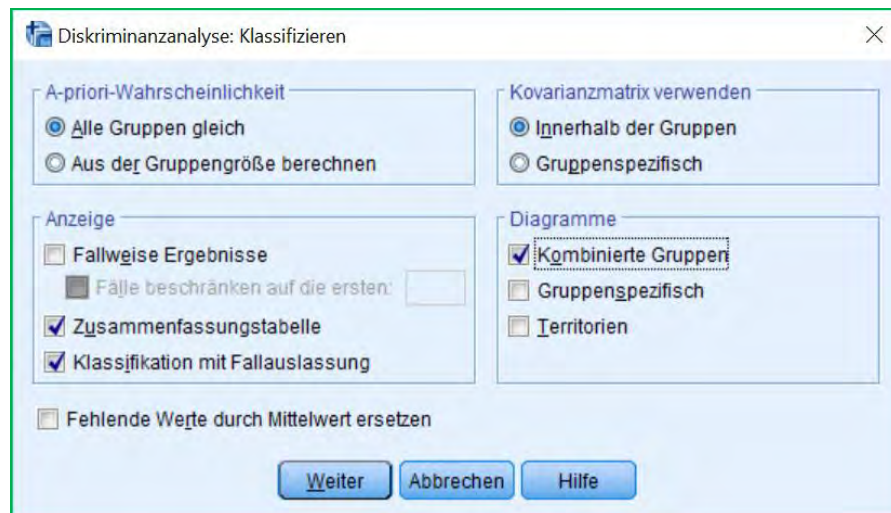 Diskriminanzanalyse: Klassifizieren
A-priori-Wahrscheinlichkeit
Alle Gruppen gleich
Aus der Gruppengröße berechnen
Kovarianzmatrix verwenden
Innerhalb der Gruppen
Gruppenspezifisch
Anzeige
Fallweise Ergebnisse
Fälle beschränken auf die ersten:
Zusammenfassungstabelle
Klassifikation mit Fallauslassung
Diagramme
Kombinierte Gruppen
Gruppenspezifisch
Territorien
Fehlende Werte durch Mittelwert ersetzen
Weiter
Abbrechen
Hilfe